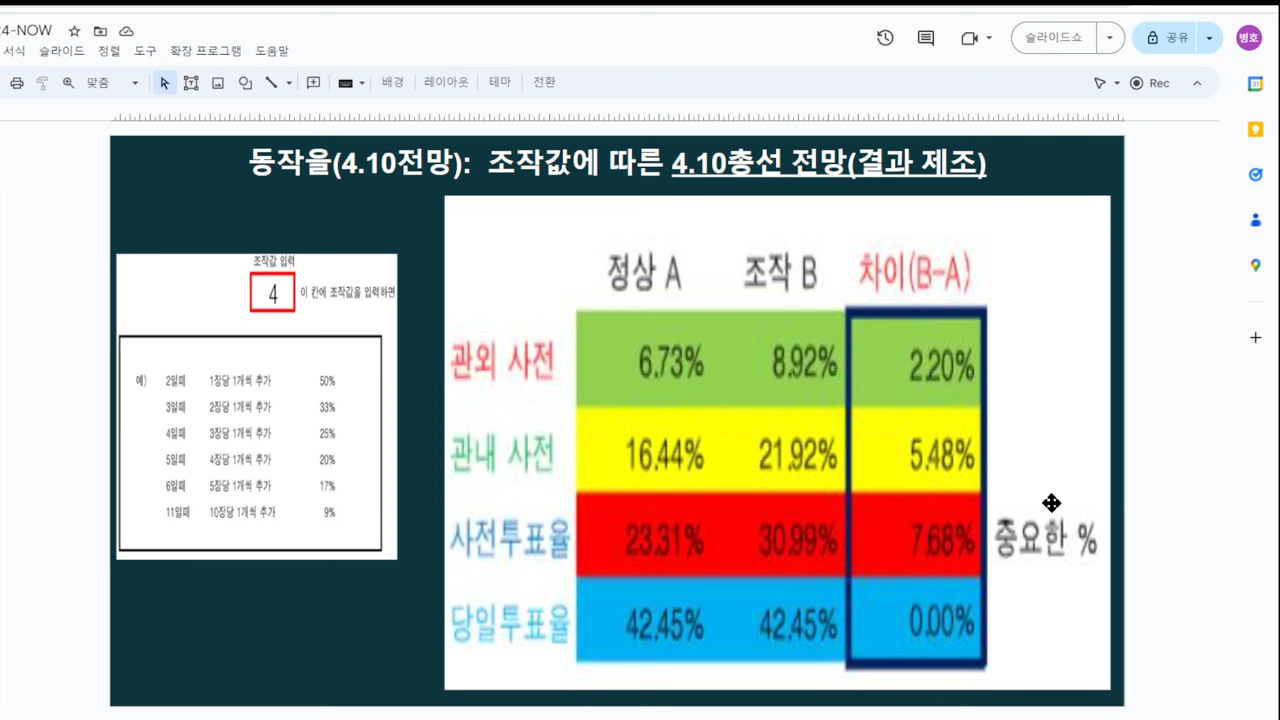 24-NOW
서식 슬라이드 정렬 도구 확장 프로그램 도움말
슬라이드쇼
공유
병호
맞춤
배경 레이아웃 테마 전환
Rec
31
동작을(4.10전망): 조작값에 따른 4.10총선 전망(결과 제조)
조작값 입력
4 이 칸에 조작값을 입력하면
예) 2일때 1장당 1개씩 추가 50%
3일때 2장당 1개씩 추가 33%
4일때 3장당 1개씩 추가 25%
5일때 4장당 1개씩 추가 20%
6일때 5장당 1개씩 추가 17%
11일때 10장당 1개씩 추가 9%
정상 A 조작 B 차이(B-A)
관외 사전 6.73% 8.92% 2.20%
관내 사전 16.44% 21.92% 5.48%
사전투표율 23.31% 30.99% 7.68% 중요한 %
당일투표율 42.45% 42.45% 0.00%